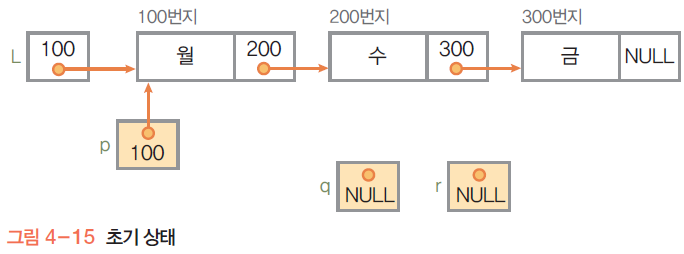 100번지 200번지 300번지
L 100 월 200 수 300 금 NULL
p 100
q NULL r NULL
그림 4-15 초기 상태